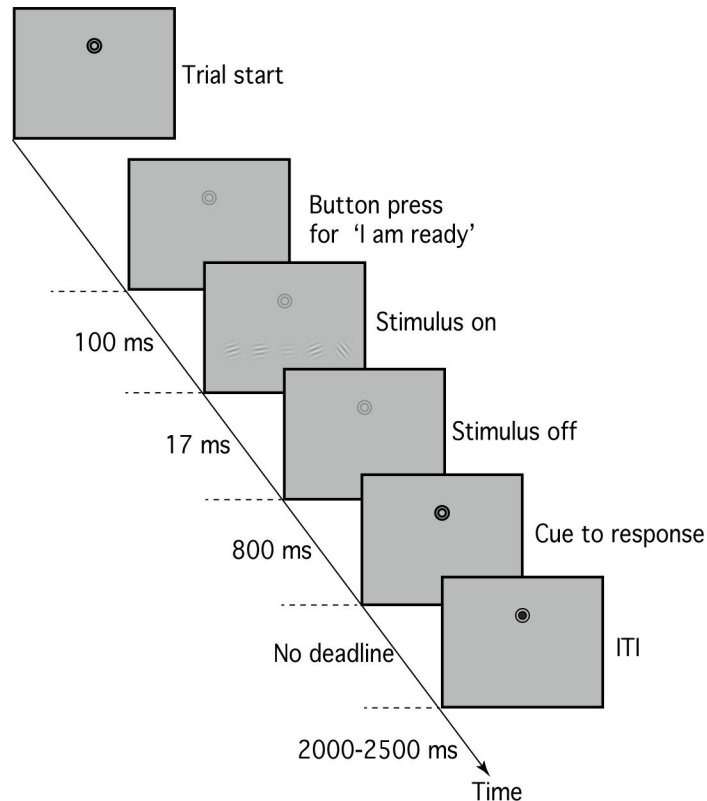 Trial start
Button press
for ‘I am ready’
Stimulus on
100 ms
Stimulus off
17 ms
Cue to response
800 ms
ITI
No deadline
2000-2500 ms
Time